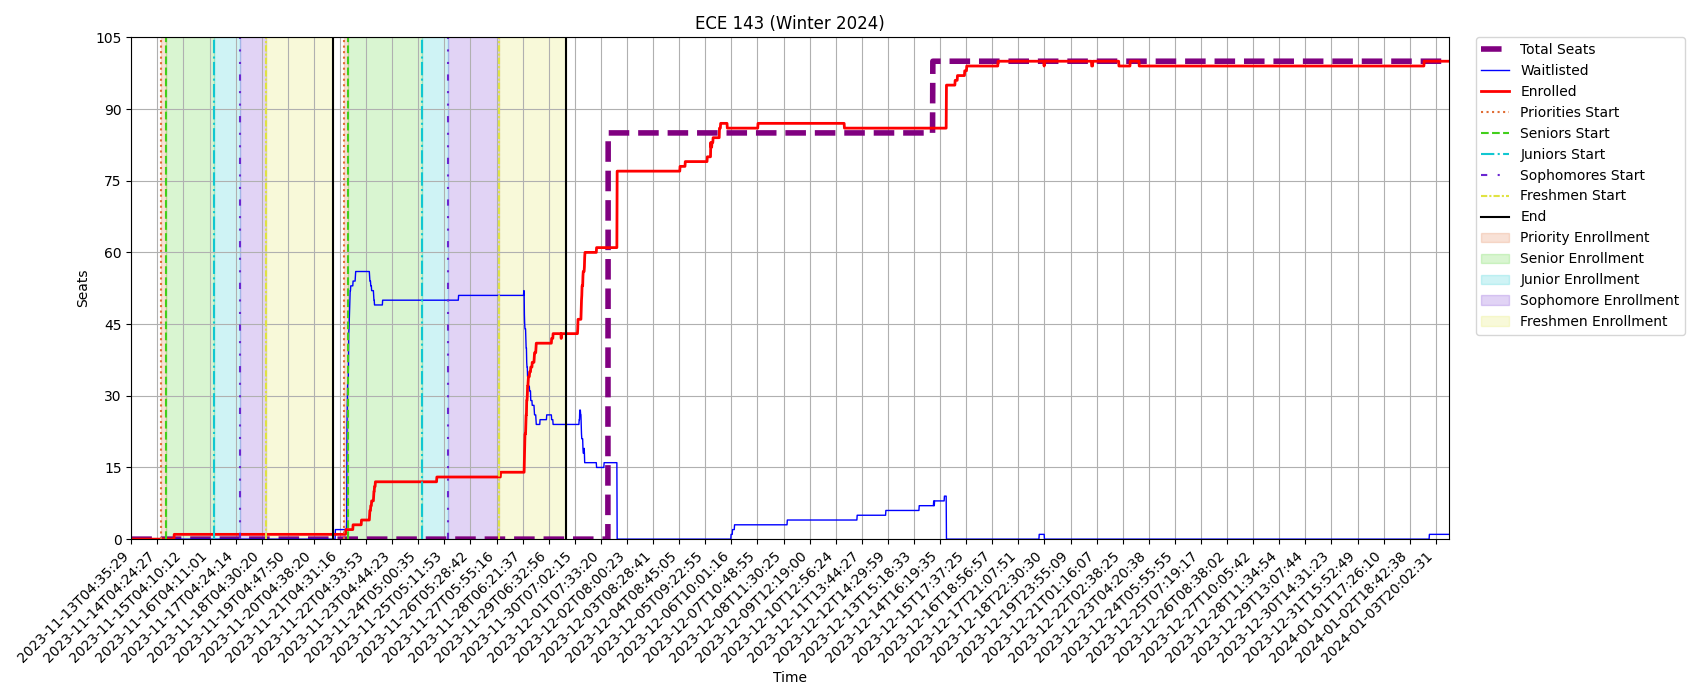 ECE 143 (Winter 2024)
Seats
105
90
75
60
45
30
15
0
Total Seats
Waitlisted
Enrolled
Priorities Start
Seniors Start
Juniors Start
Sophomores Start
Freshmen Start
End
Priority Enrollment
Senior Enrollment
Junior Enrollment
Sophomore Enrollment
Freshmen Enrollment
2023-11-13T04:35:29
2023-11-14T04:24:27
2023-11-15T04:10:12
2023-11-16T04:11:01
2023-11-17T04:24:14
2023-11-18T04:30:20
2023-11-19T04:47:50
2023-11-20T04:38:20
2023-11-21T04:31:16
2023-11-22T04:33:53
2023-11-23T04:44:23
2023-11-24T05:00:35
2023-11-25T05:11:53
2023-11-26T05:28:42
2023-11-27T05:55:16
2023-11-28T06:21:37
2023-11-29T06:32:56
2023-11-30T07:02:15
2023-12-01T07:33:20
2023-12-02T08:00:23
2023-12-03T08:28:41
2023-12-04T08:45:05
2023-12-05T09:22:55
2023-12-06T10:01:16
2023-12-07T10:48:55
2023-12-08T11:30:25
2023-12-09T12:19:00
2023-12-10T12:56:24
2023-12-11T13:44:27
2023-12-12T14:29:59
2023-12-13T15:18:33
2023-12-14T16:19:35
2023-12-15T17:37:25
2023-12-16T18:56:57
2023-12-17T21:07:51
2023-12-18T22:30:30
2023-12-19T23:55:09
2023-12-21T01:16:07
2023-12-22T02:38:25
2023-12-23T04:20:38
2023-12-24T05:55:55
2023-12-25T07:19:17
2023-12-26T08:38:02
2023-12-27T10:05:42
2023-12-28T11:34:54
2023-12-29T13:07:44
2023-12-30T14:31:23
2023-12-31T15:52:49
2024-01-01T17:26:10
2024-01-02T18:42:38
2024-01-03T20:02:31
Time